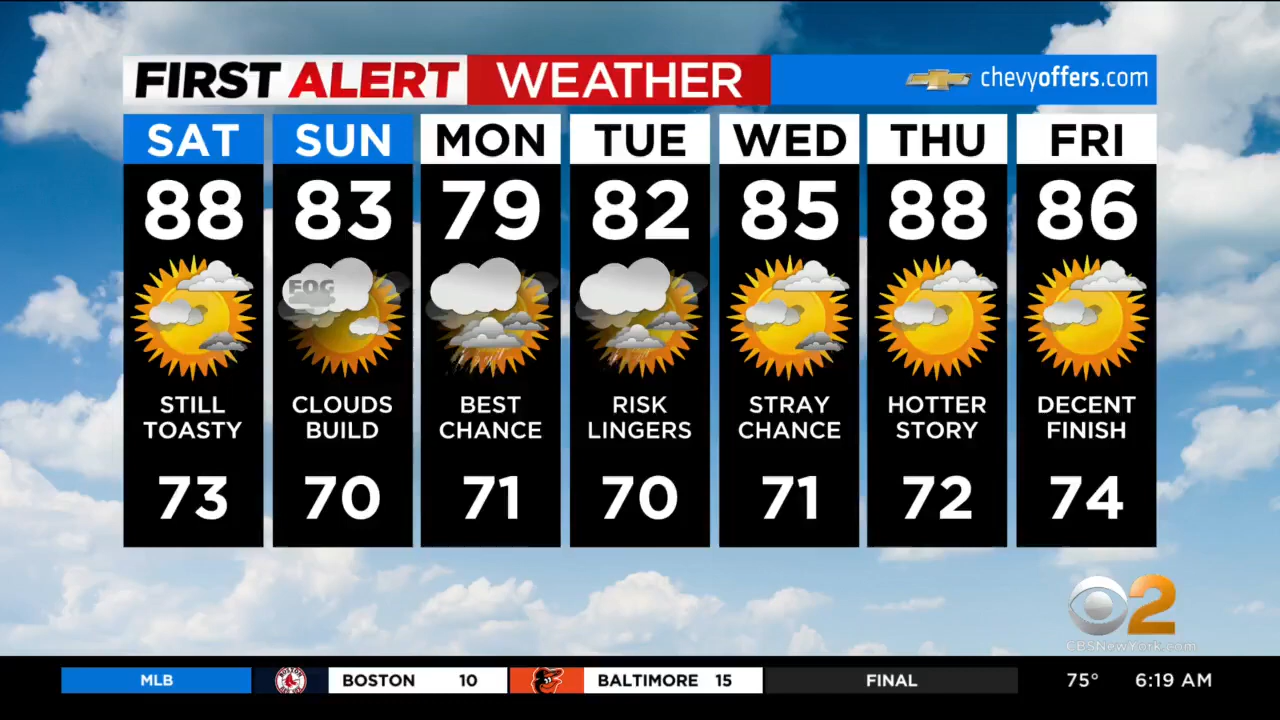 FIRST ALERT WEATHER chevyoffers.com
SAT SUN MON TUE WED THU FRI
88 83 79 82 85 88 86
FOG
STILL TOASTY
CLOUDS BUILD
BEST CHANCE
RISK LINGERS
STRAY CHANCE
HOTTER STORY
DECENT FINISH
73 70 71 70 71 72 74
2
CBSNewYork.com
MLB BOSTON 10 BALTIMORE 15 FINAL 75° 6:19 AM